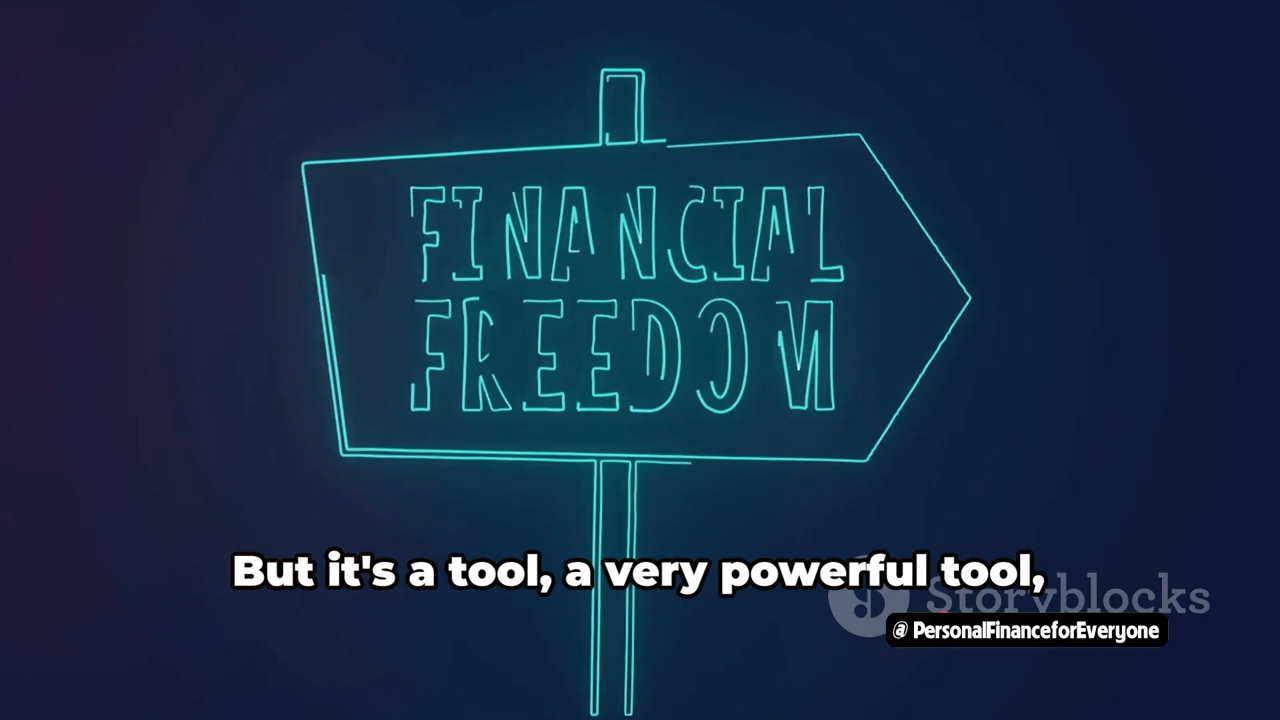 FINANCIAL
FREEDOM
But it's a tool, a very powerful tool,
Storyblocks
@ PersonalFinanceforEveryone